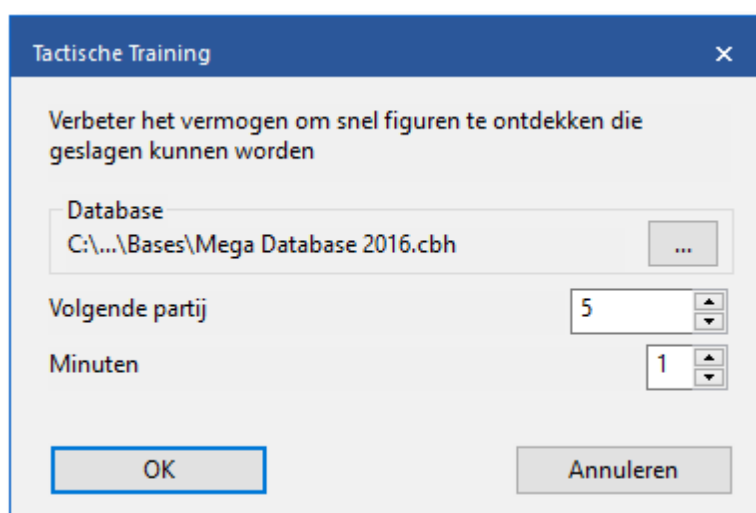 Tactische Training
Verbeter het vermogen om snel figuren te ontdekken die
geslagen kunnen worden
Database
C:\...\Bases\Mega Database 2016.cbh
...
Volgende partij
5
Minuten
1
OK
Annuleren